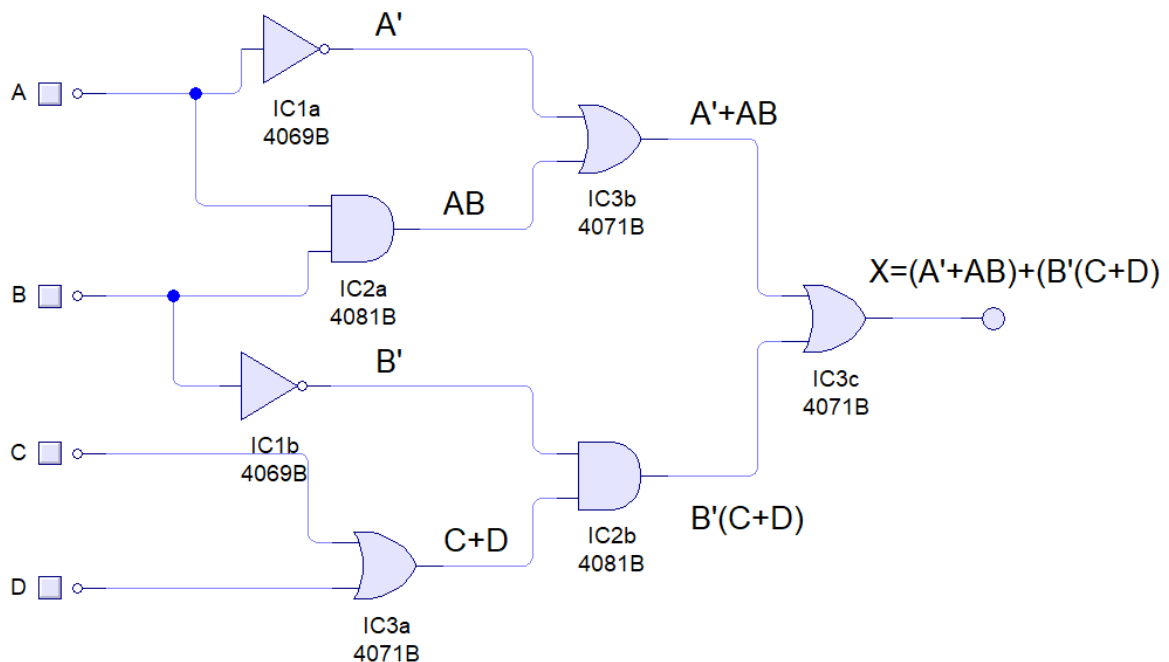 A'
A
IC1a
4069B
A'+AB
AB
IC3b
4071B
B
IC2a
4081B
X=(A'+AB)+(B'(C+D)
B'
IC3c
4071B
C
IC1b
4069B
C+D
B'(C+D)
IC2b
4081B
D
IC3a
4071B